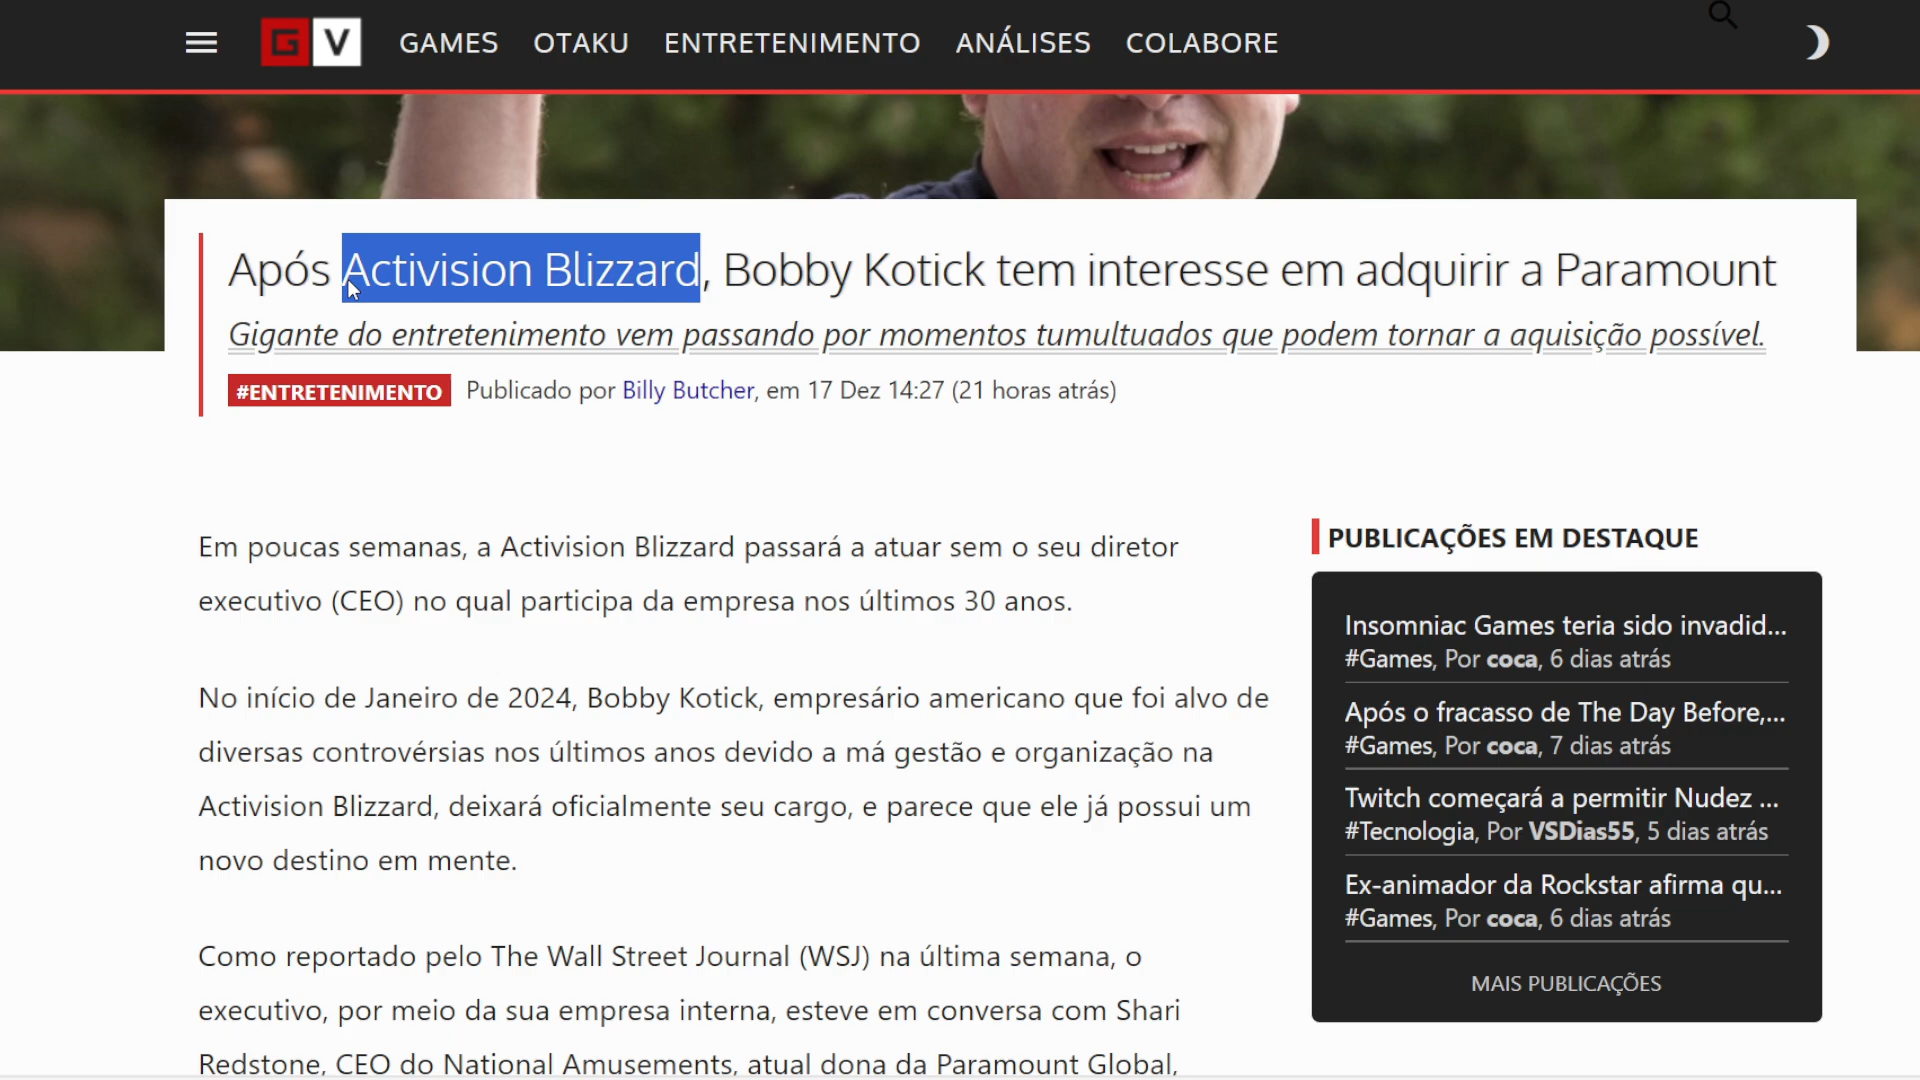 GV GAMES OTAKU ENTRETENIMENTO ANÁLISES COLABORE
Após Activision Blizzard, Bobby Kotick tem interesse em adquirir a Paramount
Gigante do entretenimento vem passando por momentos tumultuados que podem tornar a aquisição possível.
#ENTRETENIMENTO Publicado por Billy Butcher, em 17 Dez 14:27 (21 horas atrás)
Em poucas semanas, a Activision Blizzard passará a atuar sem o seu diretor
executivo (CEO) no qual participa da empresa nos últimos 30 anos.
No início de Janeiro de 2024, Bobby Kotick, empresário americano que foi alvo de
diversas controvérsias nos últimos anos devido a má gestão e organização na
Activision Blizzard, deixará oficialmente seu cargo, e parece que ele já possui um
novo destino em mente.
Como reportado pelo The Wall Street Journal (WSJ) na última semana, o
executivo, por meio da sua empresa interna, esteve em conversa com Shari
Redstone, CEO do National Amusements, atual dona da Paramount Global,
PUBLICAÇÕES EM DESTAQUE
Insomniac Games teria sido invadid...
#Games, Por coca, 6 dias atrás
Após o fracasso de The Day Before,...
#Games, Por coca, 7 dias atrás
Twitch começará a permitir Nudez ...
#Tecnologia, Por VSDias55, 5 dias atrás
Ex-animador da Rockstar afirma qu...
#Games, Por coca, 6 dias atrás
MAIS PUBLICAÇÕES